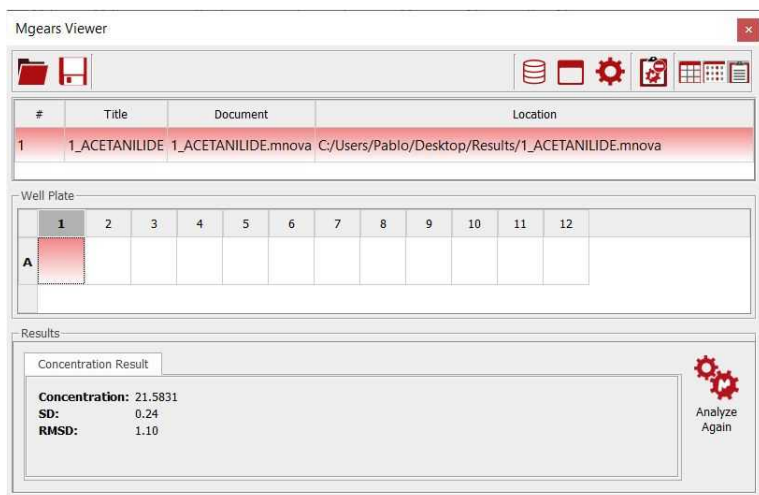 Mgears Viewer
# Title Document Location
1 1_ACETANILIDE 1_ACETANILIDE.mnova C:/Users/Pablo/Desktop/Results/1_ACETANILIDE.mnova
Well Plate
1 2 3 4 5 6 7 8 9 10 11 12
A
Results
Concentration Result
Concentration: 21.5831
SD: 0.24
RMSD: 1.10
Analyze
Again